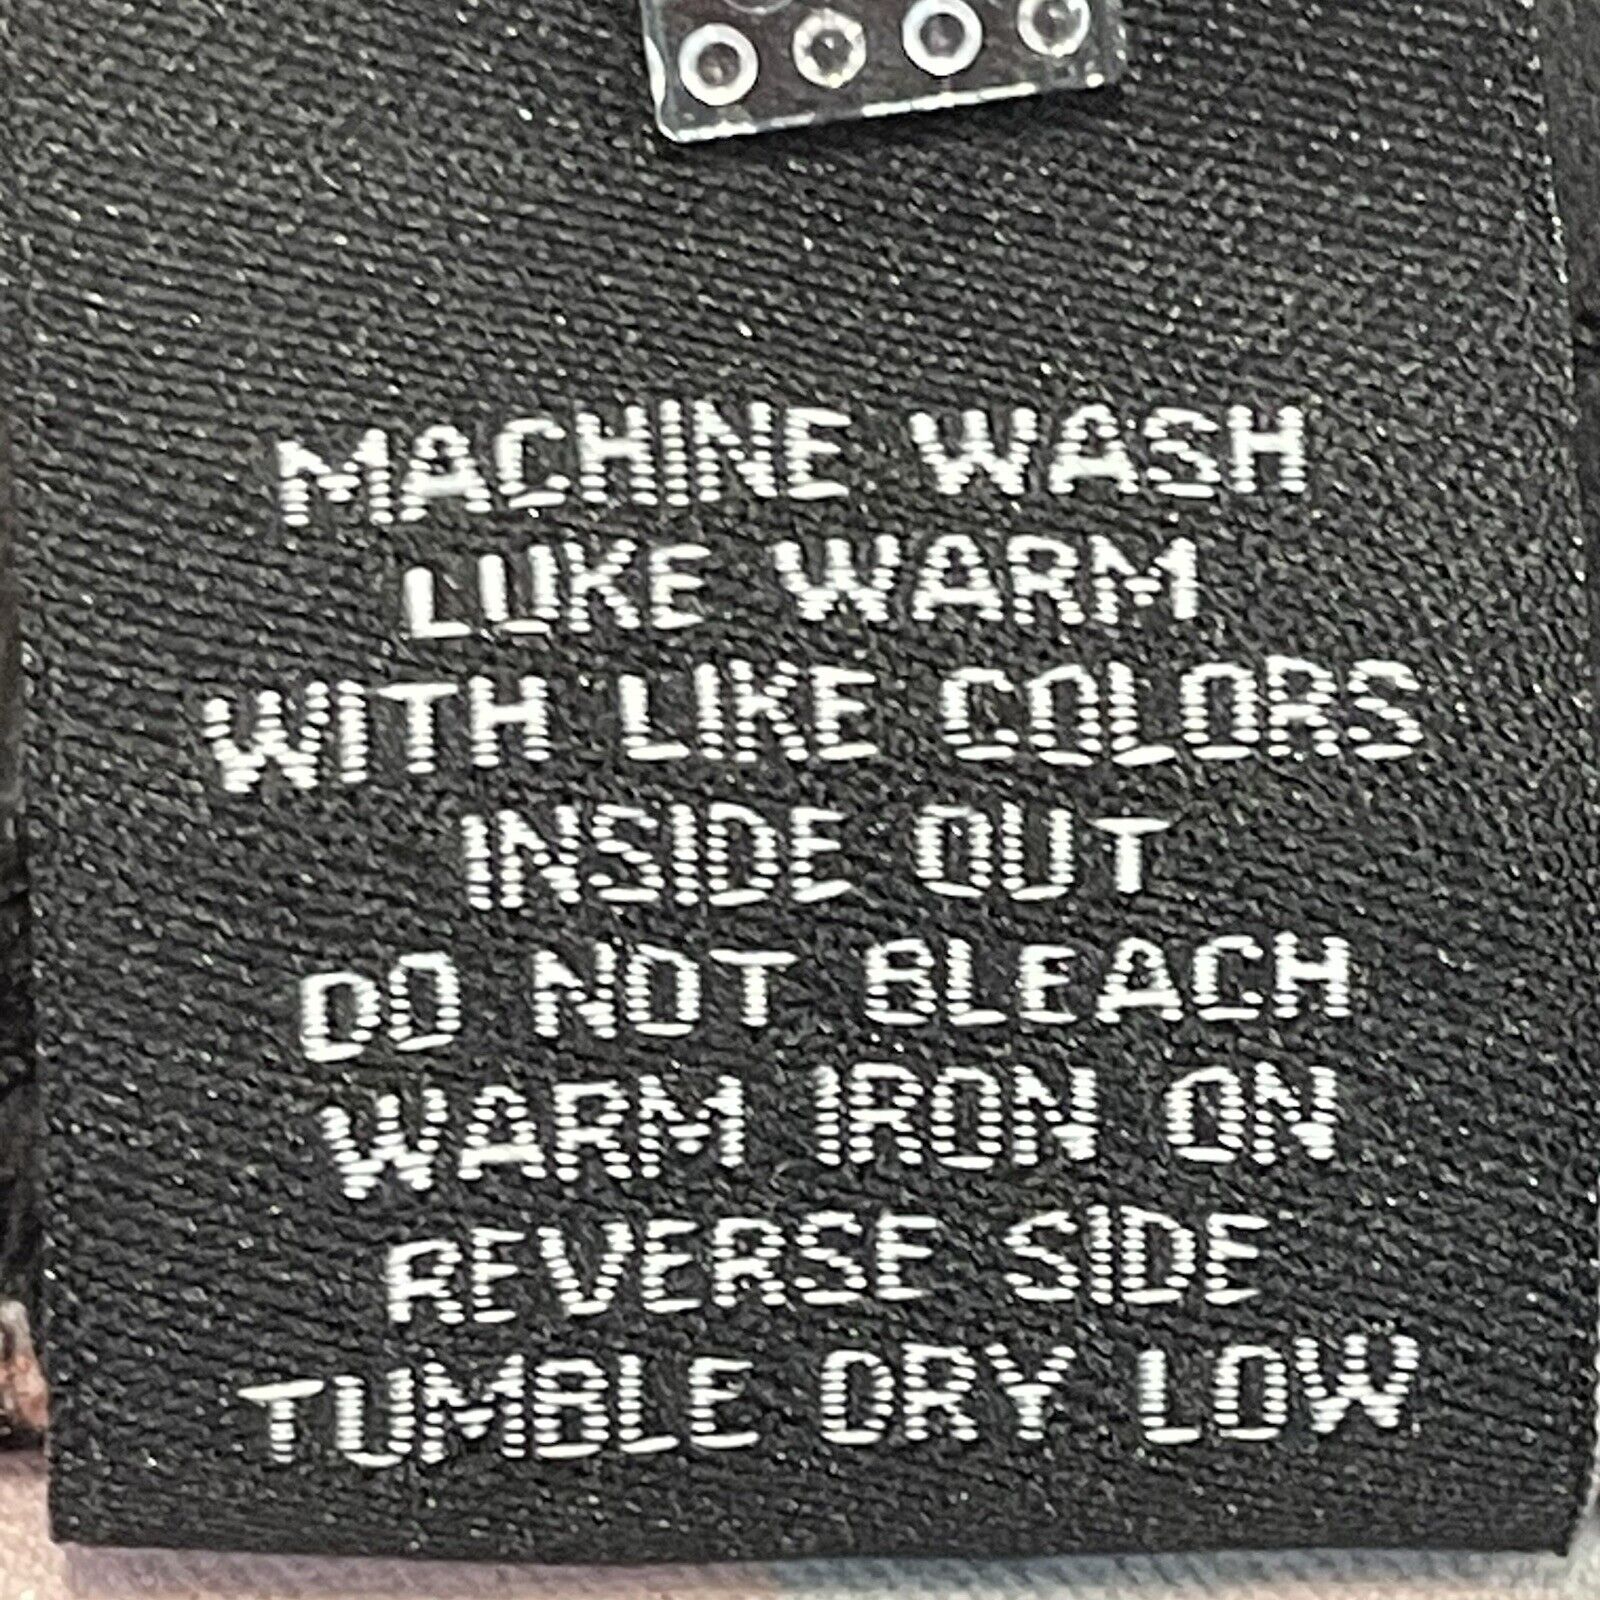 MACHINE WASH
LUKE WARM
WITH LIKE COLORS
INSIDE OUT
DO NOT BLEACH
WARM IRON ON
REVERSE SIDE
TUMBLE DRY LOW